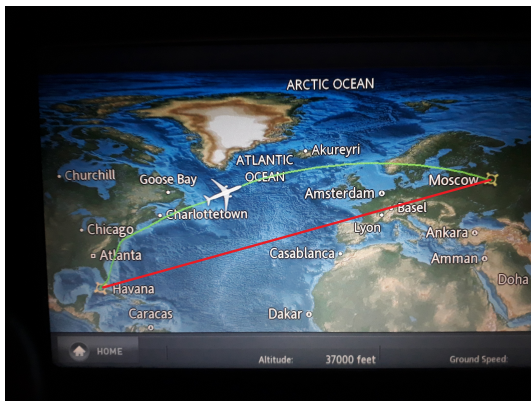 ARCTIC OCEAN
Akureyri
ATLANTIC
OCEAN
Churchill
Goose Bay
Moscow
Amsterdam
Charlottetown
Basel
Chicago
Lyon
Ankara
Atlanta
Casablanca
Amman
Doha
Havana
Caracas
Dakar
HOME
Altitude: 37000 feet
Ground Speed: